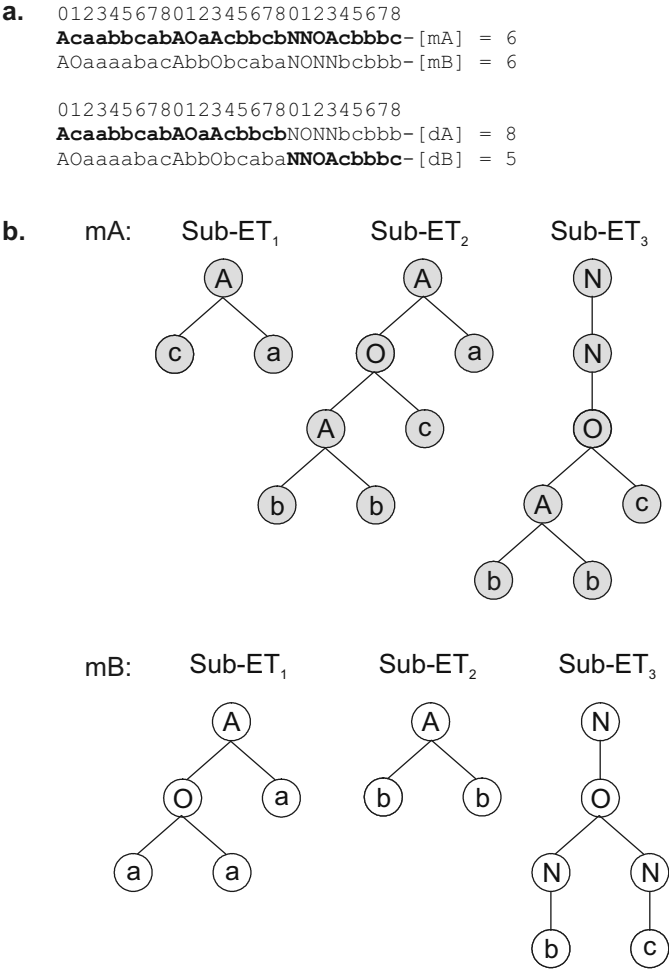 a. 012345678012345678012345678
AcaabbcabAOaAcbbcbNNOAcbbbc-[mA] = 6
AOaaaabacAbbObcabaNONNbcbbb-[mB] = 6
012345678012345678012345678
AcaabbcabAOaAcbbcbNONNbcbbb-[dA] = 8
AOaaaabacAbbObcabaNNOAcbbbc-[dB] = 5
b. mA: Sub-ET₁ Sub-ET₂ Sub-ET₃
A A N
c a O a N
A c O
b b A c
b b
mB: Sub-ET₁ Sub-ET₂ Sub-ET₃
A A N
O a b b O
a a N N
b c